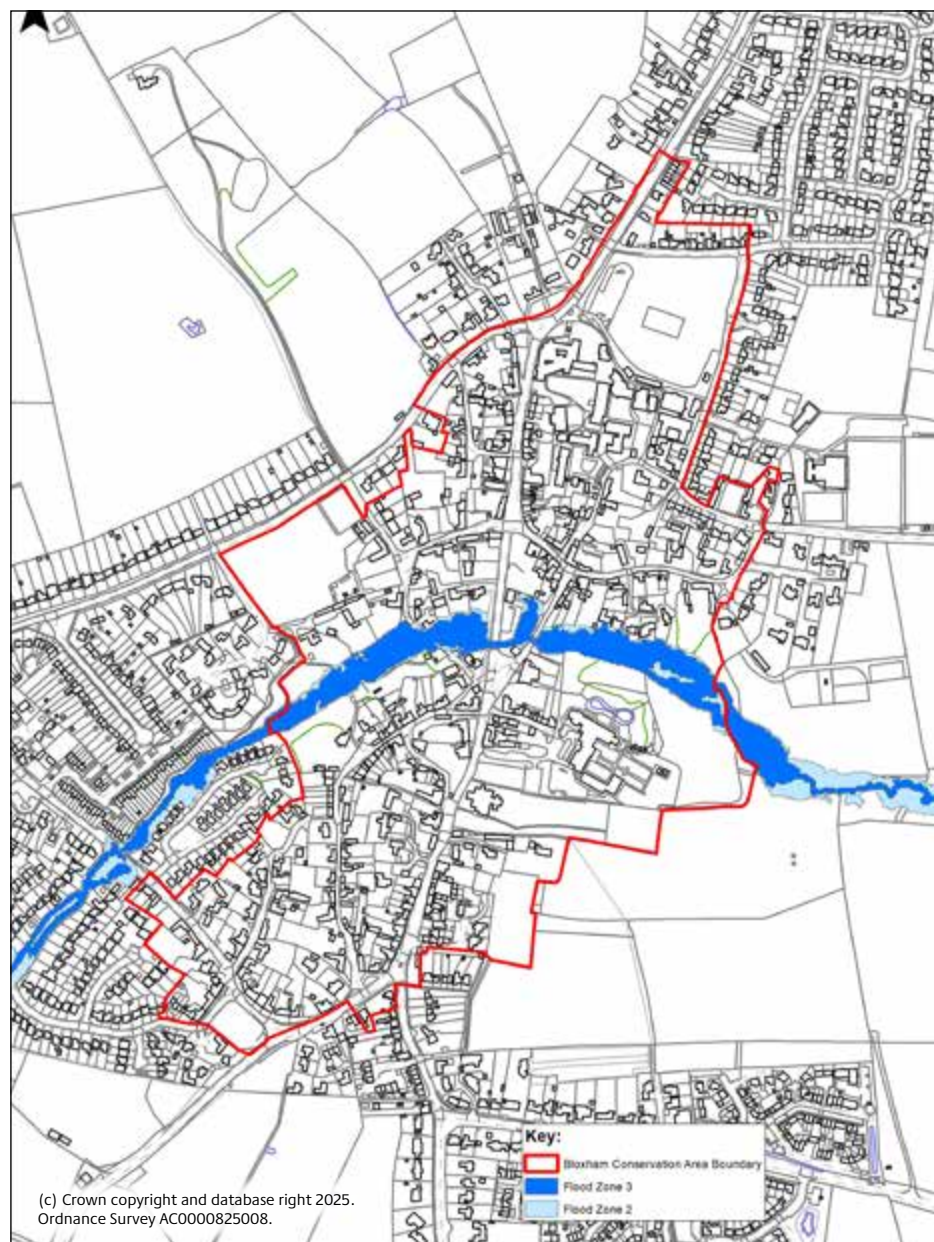 Key:
Bloxham Conservation Area Boundary
Flood Zone 3
Flood Zone 2
(c) Crown copyright and database right 2025.
Ordnance Survey AC0000825008.